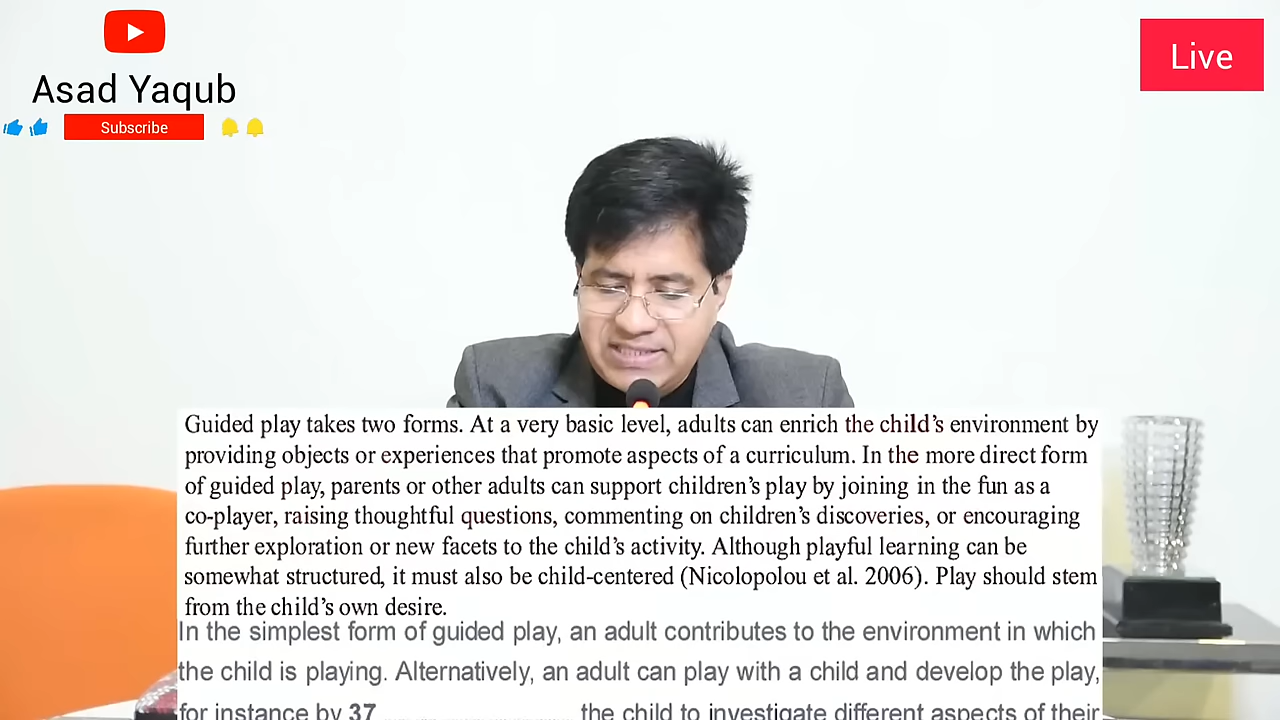 Asad Yaqub
Subscribe
Live
Guided play takes two forms. At a very basic level, adults can enrich the child's environment by
providing objects or experiences that promote aspects of a curriculum. In the more direct form
of guided play, parents or other adults can support children's play by joining in the fun as a
co-player, raising thoughtful questions, commenting on children's discoveries, or encouraging
further exploration or new facets to the child's activity. Although playful learning can be
somewhat structured, it must also be child-centered (Nicolopolou et al. 2006). Play should stem
from the child's own desire.
In the simplest form of guided play, an adult contributes to the environment in which
the child is playing. Alternatively, an adult can play with a child and develop the play,
for instance by 37 ........................ the child to investigate different aspects of their